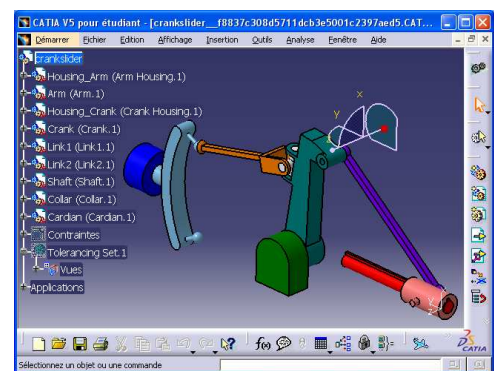 CATIA V5 pour étudiant - [crankslider__f8837c308d5711dcb3e5001c2397aed5.CAT...
Démarrer Fichier Edition Affichage Insertion Outils Analyse Fenêtre Aide
crankslider
Housing_Arm (Arm Housing.1)
Arm (Arm.1)
Housing_Crank (Crank Housing.1)
Crank (Crank.1)
Link1 (Link1.1)
Link2 (Link2.1)
Shaft (Shaft.1)
Collar (Collar.1)
Cardian (Cardian.1)
Contraintes
Tolerancing Set.1
Vues
Applications
x
y
z
f(x)
CATIA
Sélectionnez un objet ou une commande